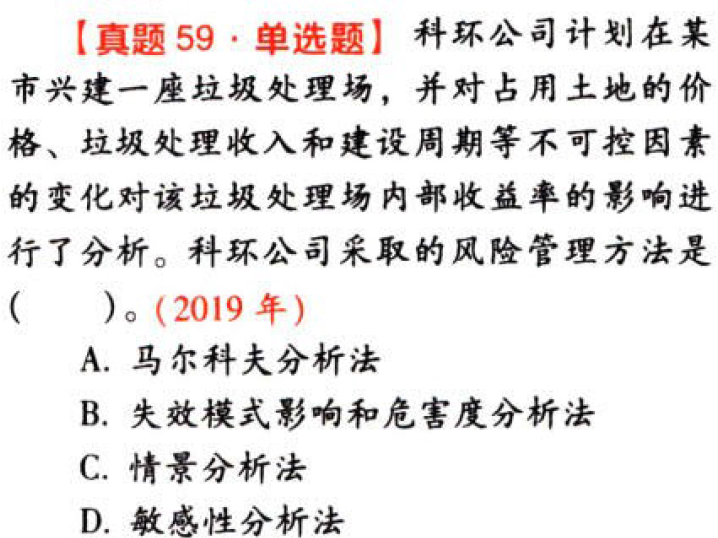 【真题 59·单选题】 科环公司计划在某
市兴建一座垃圾处理场，并对占用土地的价
格、垃圾处理收入和建设周期等不可控因素
的变化对该垃圾处理场内部收益率的影响进
行了分析。科环公司采取的风险管理方法是
(　　)。(2019 年)
A. 马尔科夫分析法
B. 失效模式影响和危害度分析法
C. 情景分析法
D. 敏感性分析法